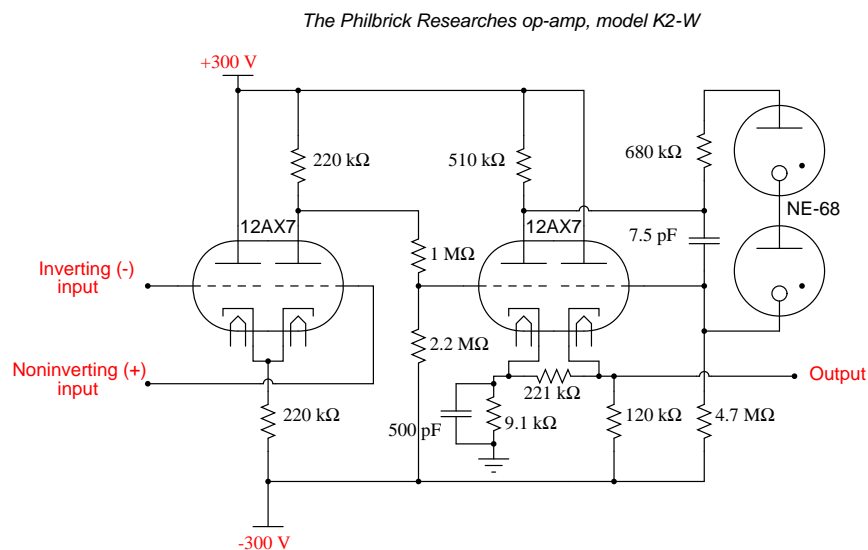 The Philbrick Researches op-amp, model K2-W
+300 V
220 kΩ
510 kΩ
680 kΩ
NE-68
12AX7
12AX7
7.5 pF
1 MΩ
Inverting (-)
input
2.2 MΩ
Noninverting (+)
input
Output
221 kΩ
220 kΩ
500 pF
9.1 kΩ
120 kΩ
4.7 MΩ
-300 V